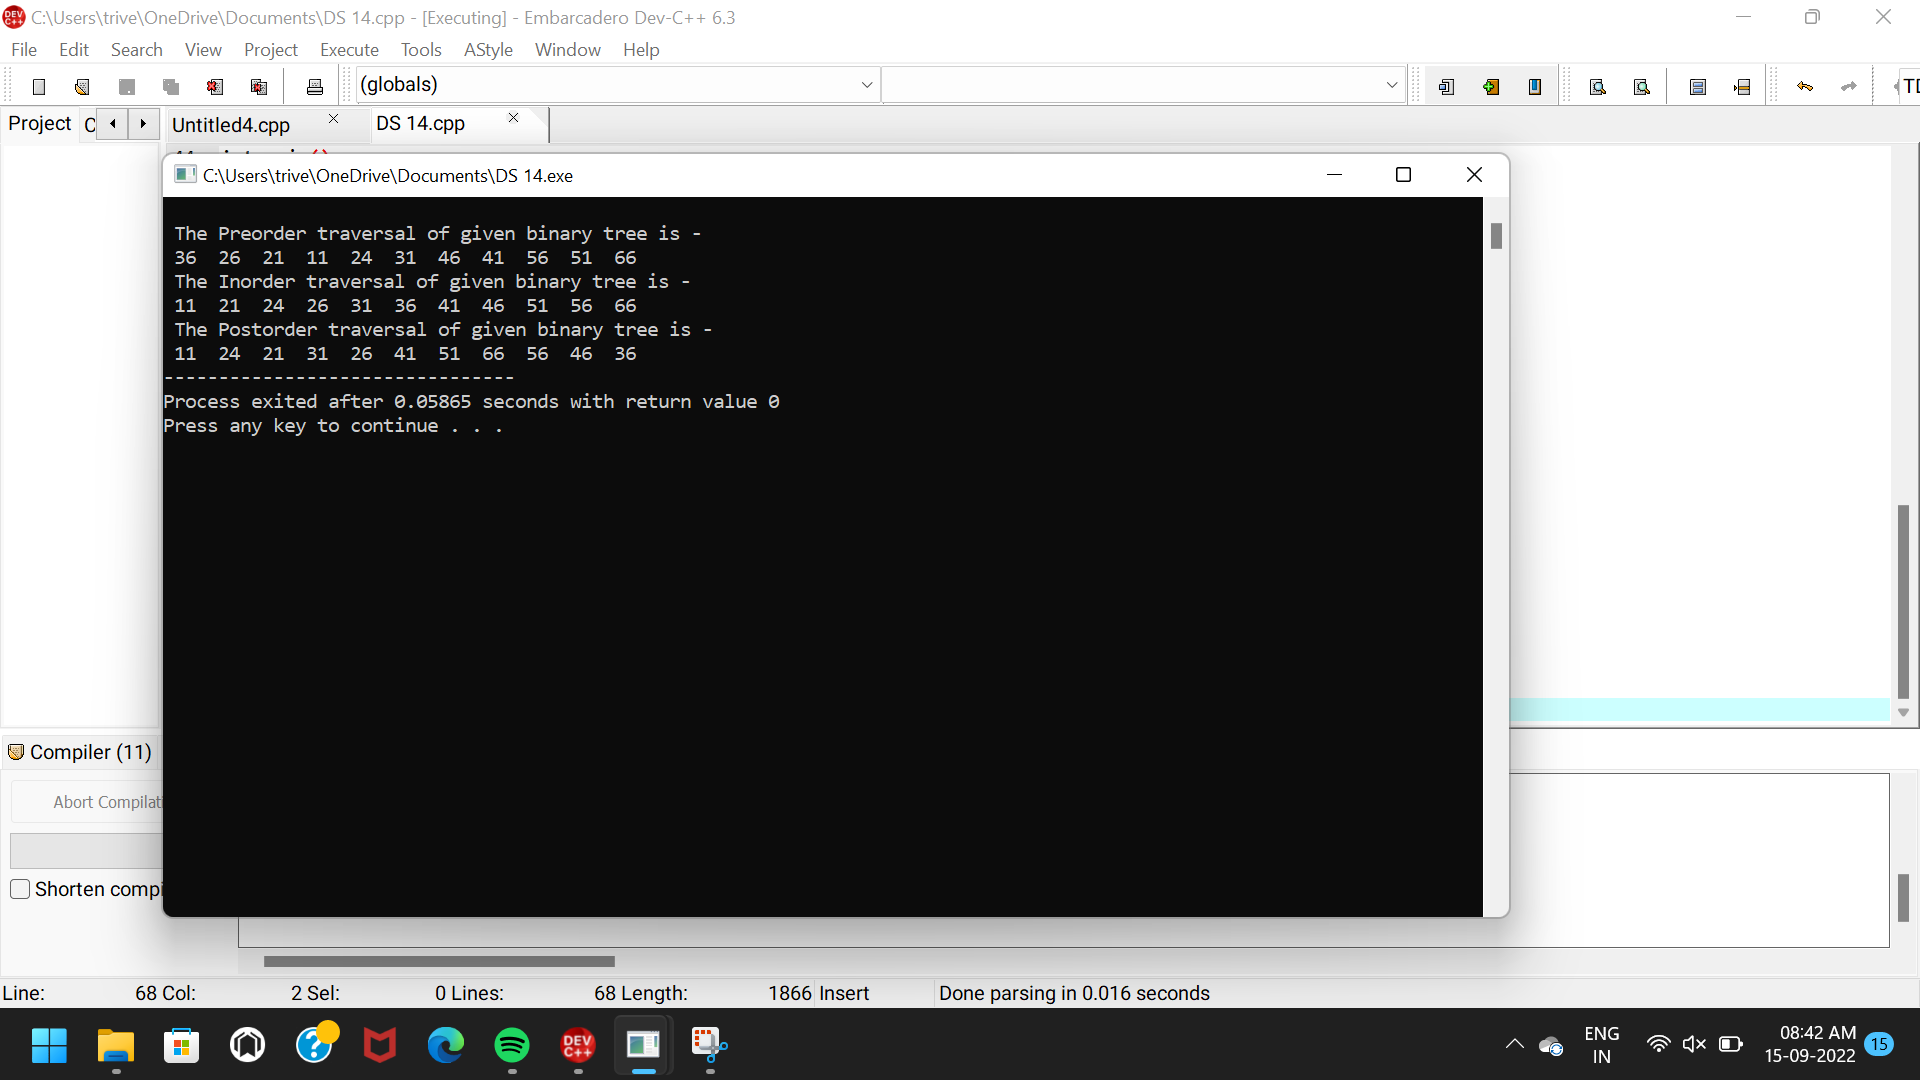 C:\Users\trive\OneDrive\Documents\DS 14.cpp - [Executing] - Embarcadero Dev-C++ 6.3
File Edit Search View Project Execute Tools AStyle Window Help
(globals)
Project Untitled4.cpp DS 14.cpp
C:\Users\trive\OneDrive\Documents\DS 14.exe
The Preorder traversal of given binary tree is -
36 26 21 11 24 31 46 41 56 51 66
The Inorder traversal of given binary tree is -
11 21 24 26 31 36 41 46 51 56 66
The Postorder traversal of given binary tree is -
11 24 21 31 26 41 51 66 56 46 36
--------------------------------
Process exited after 0.05865 seconds with return value 0
Press any key to continue . . .
Compiler (11)
Abort Compilat
Shorten compi
Line: 68 Col: 2 Sel: 0 Lines: 68 Length: 1866 Insert Done parsing in 0.016 seconds
DEV C++
ENG
IN
08:42 AM
15-09-2022
15